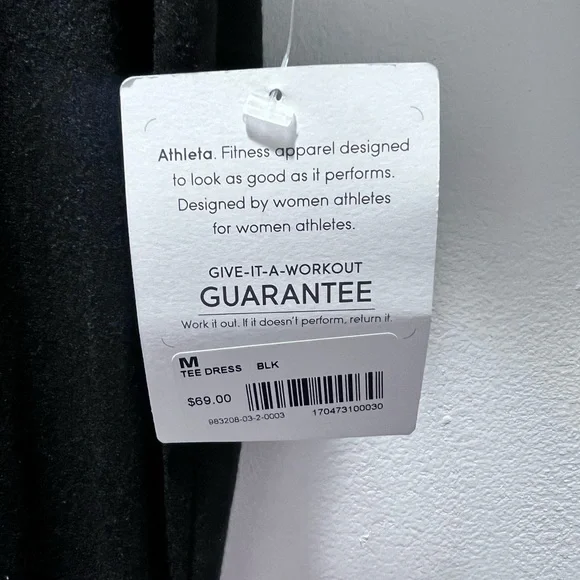 Athleta. Fitness apparel designed
to look as good as it performs.
Designed by women athletes
for women athletes.
GIVE-IT-A-WORKOUT
GUARANTEE
Work it out. If it doesn't perform, return it.
M
TEE DRESS BLK
$69.00
983208-03-2-0003 170473100030